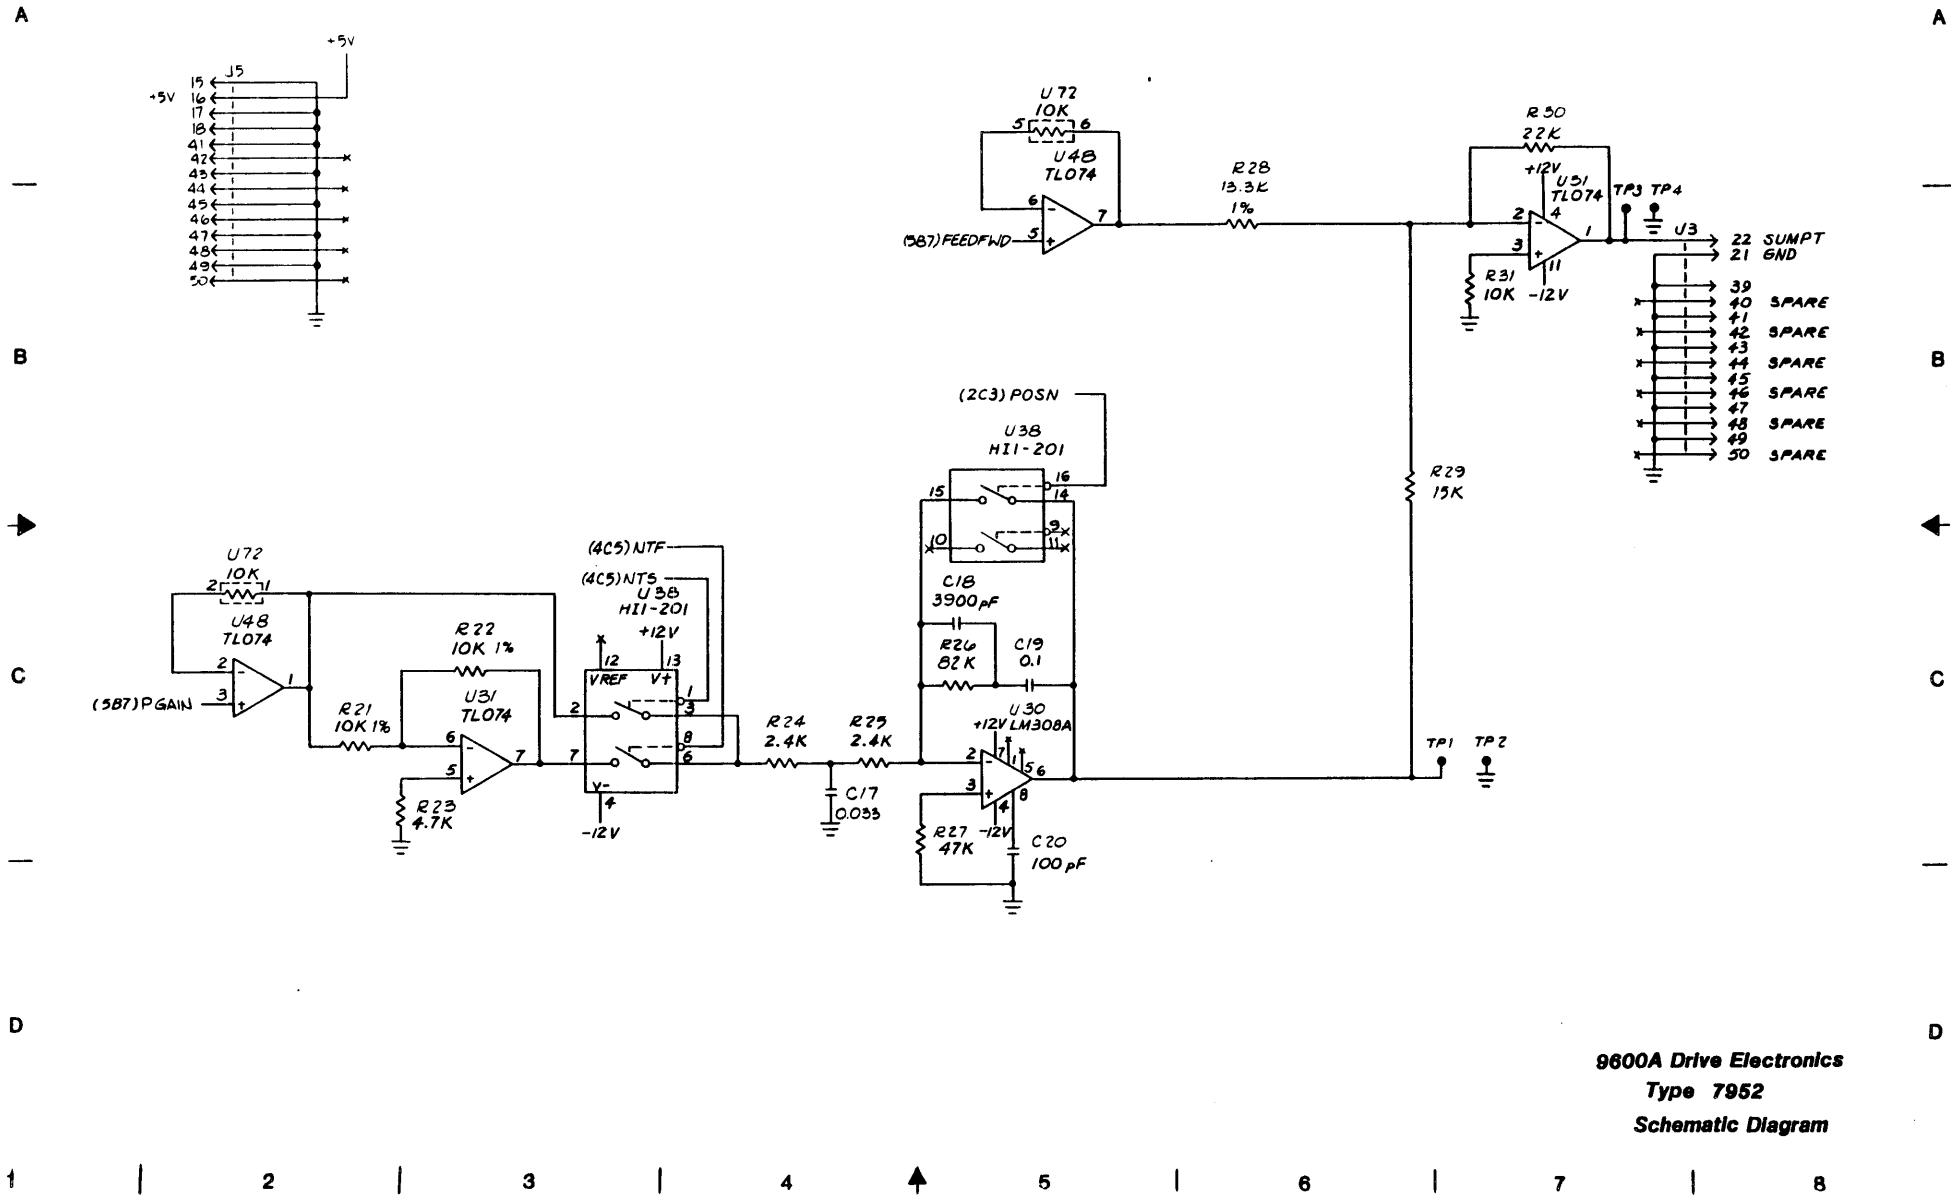 A
A
+5V
J5
15
+5V 16
17
18
41
42
43
44
45
46
47
48
49
50
U72
10K
5 6
U48
TL074
6
-
7
(5B7)FEEDFWD 5
+
R28
13.3K
1%
R30
22K
+12V
U31
TL074
TP3 TP4
2
-
4
1
3
+
11
R31
10K
-12V
J3
22 SUMPT
21 GND
39
40 SPARE
41
42 SPARE
43
44 SPARE
45
46 SPARE
47
48 SPARE
49
50 SPARE
B
B
(2C3)POSN
U38
HI1-201
16
15
14
9
10
11
R29
15K
(4C5)NTF
(4C5)NTS
U38
HI1-201
+12V
12
13
VREF V+
1
2
3
8
7
6
V-
4
-12V
U72
10K
2 1
U48
TL074
2
-
1
(5B7)PGAIN 3
+
R21
10K 1%
R22
10K 1%
U31
TL074
6
-
7
5
+
R23
4.7K
R24
2.4K
R25
2.4K
C17
0.033
C18
3900pF
R26
82K
C19
0.1
U30
+12V LM308A
7
1
5
2
-
6
3
+
4
8
R27
47K
-12V
C20
100pF
TP1 TP2
C
C
D
D
9600A Drive Electronics
Type 7952
Schematic Diagram
1 2 3 4 5 6 7 8